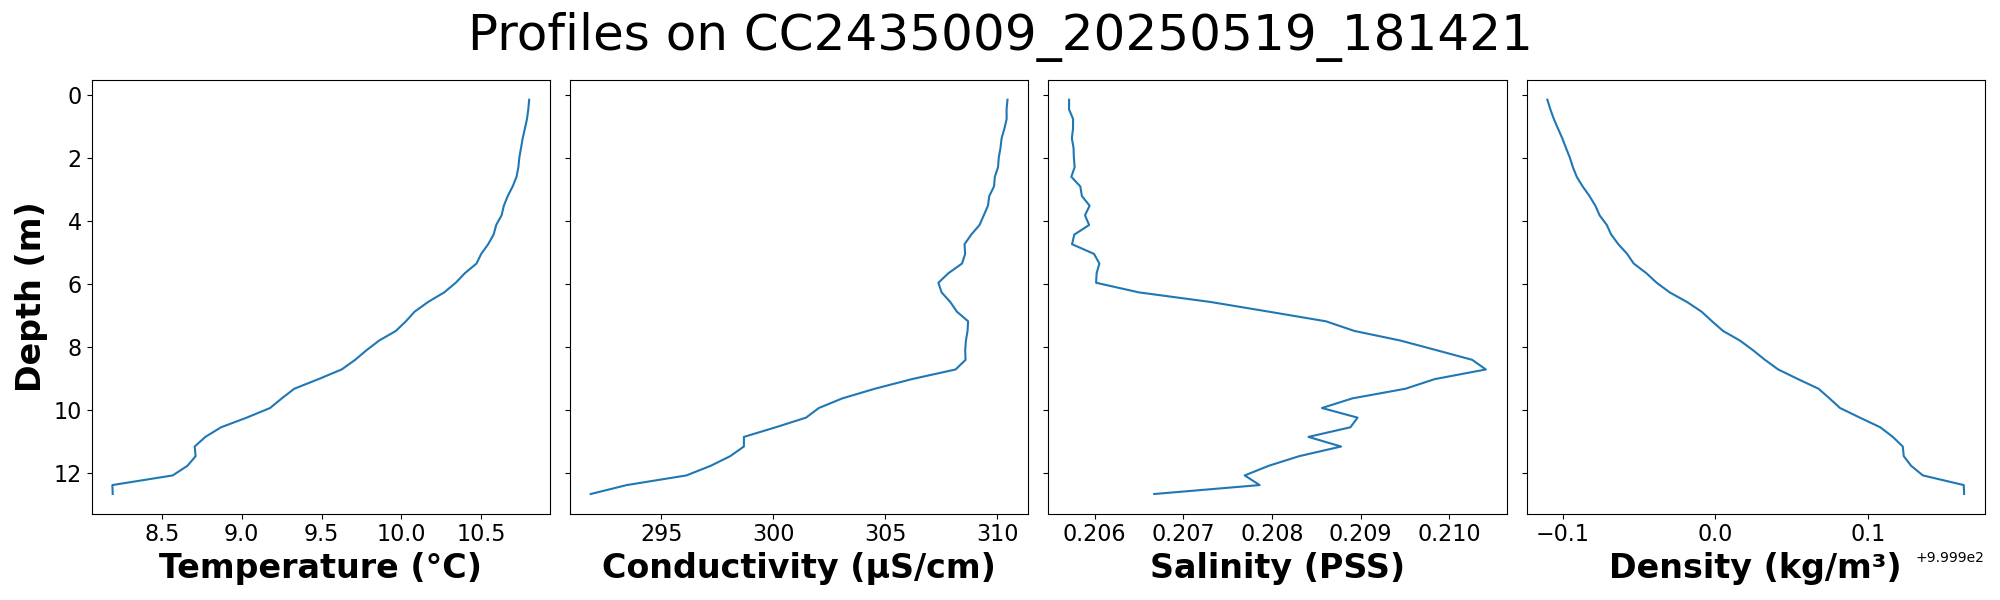 Profiles on CC2435009_20250519_181421
Depth (m)
0
2
4
6
8
10
12
8.5 9.0 9.5 10.0 10.5
Temperature (°C)
295 300 305 310
Conductivity (µS/cm)
0.206 0.207 0.208 0.209 0.210
Salinity (PSS)
−0.1 0.0 0.1
+9.999e2
Density (kg/m³)